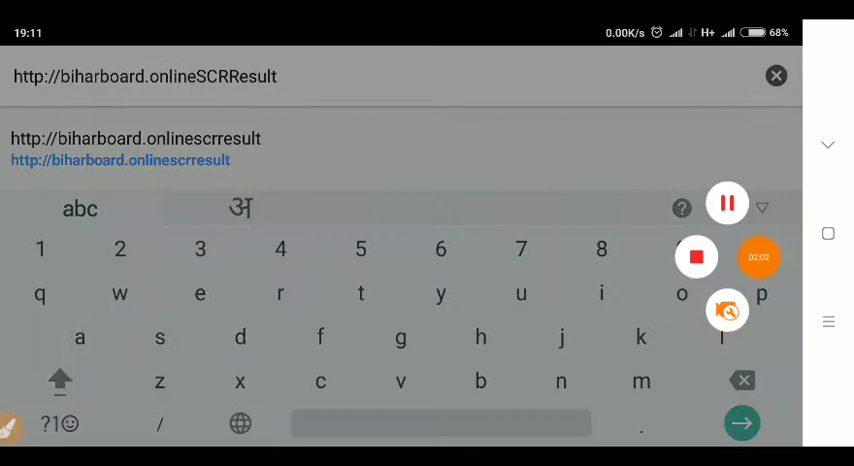 19:11 0.00K/s H+ 68%
http://biharboard.onlineSCRResult
http://biharboard.onlinescrresult
http://biharboard.onlinescrresult
abc अ ?
1 2 3 4 5 6 7 8
02:02
q w e r t y u i o p
a s d f g h j k l
z x c v b n m
?1 / .